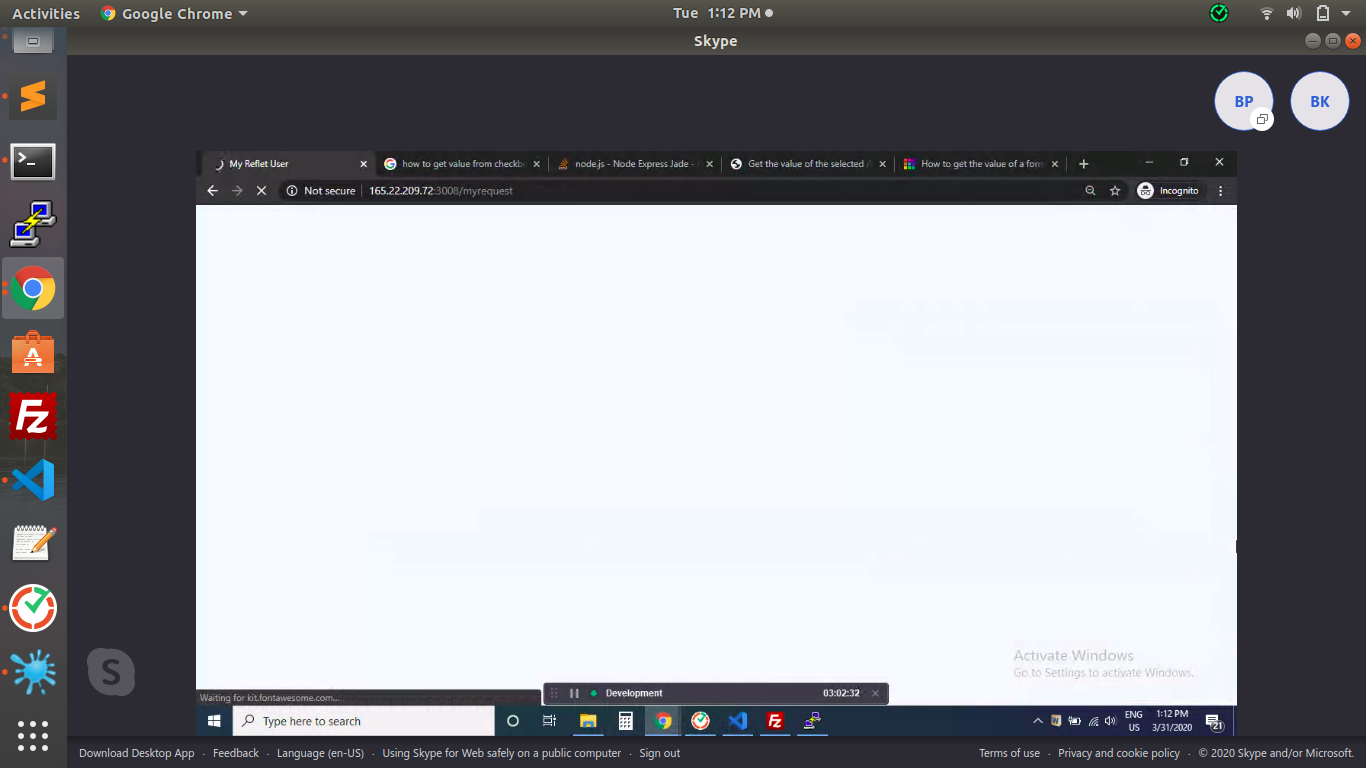 Activities Google Chrome Tue 1:12 PM
Skype
BP BK
My Reflet User how to get value from checkb node.js - Node Express Jade - Get the value of the selected How to get the value of a form
Not secure 165.22.209.72:3008/myrequest Incognito
Activate Windows
Go to Settings to activate Windows.
Waiting for kit.fontawesome.com...
Development 03:02:32
Type here to search
ENG
US
1:12 PM
3/31/2020
21
Download Desktop App · Feedback · Language (en-US) · Using Skype for Web safely on a public computer · Sign out Terms of use · Privacy and cookie policy · © 2020 Skype and/or Microsoft.